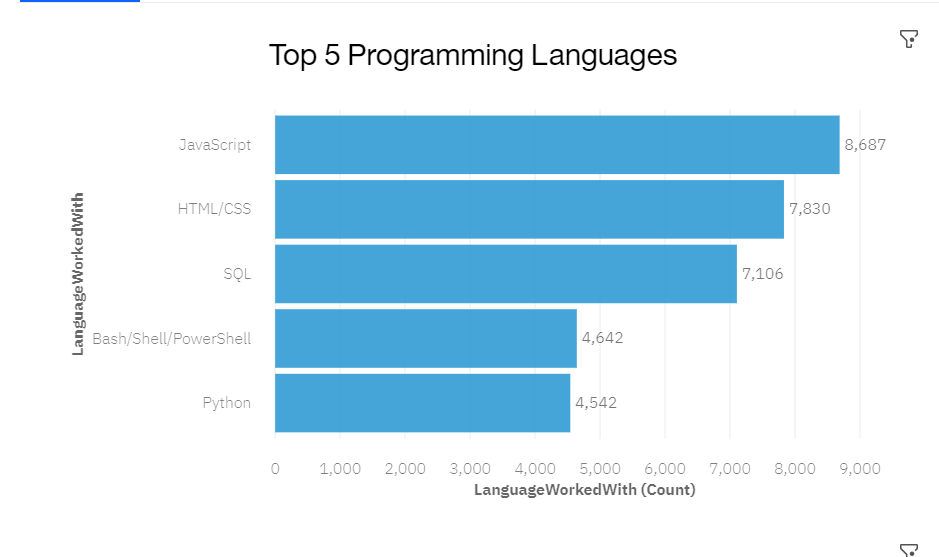 Top 5 Programming Languages
LanguageWorkedWith
JavaScript
8,687
HTML/CSS
7,830
SQL
7,106
Bash/Shell/PowerShell
4,642
Python
4,542
0 1,000 2,000 3,000 4,000 5,000 6,000 7,000 8,000 9,000
LanguageWorkedWith (Count)